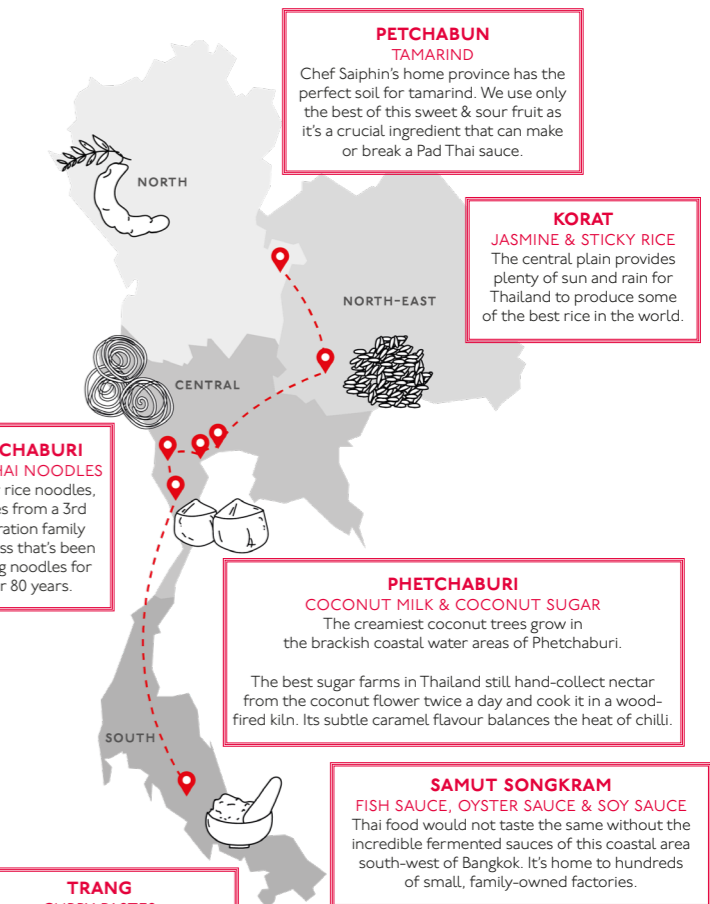 PETCHABUN
TAMARIND
Chef Saiphin's home province has the
perfect soil for tamarind. We use only
the best of this sweet & sour fruit as
it's a crucial ingredient that can make
or break a Pad Thai sauce.
NORTH
KORAT
JASMINE & STICKY RICE
The central plain provides
plenty of sun and rain for
Thailand to produce some
of the best rice in the world.
NORTH-EAST
CENTRAL
CHABURI
HAI NOODLES
rice noodles,
es from a 3rd
ration family
ss that's been
g noodles for
r 80 years.
PHETCHABURI
COCONUT MILK & COCONUT SUGAR
The creamiest coconut trees grow in
the brackish coastal water areas of Phetchaburi.
The best sugar farms in Thailand still hand-collect nectar
from the coconut flower twice a day and cook it in a wood-
fired kiln. Its subtle caramel flavour balances the heat of chilli.
SOUTH
SAMUT SONGKRAM
FISH SAUCE, OYSTER SAUCE & SOY SAUCE
Thai food would not taste the same without the
incredible fermented sauces of this coastal area
south-west of Bangkok. It's home to hundreds
of small, family-owned factories.
TRANG